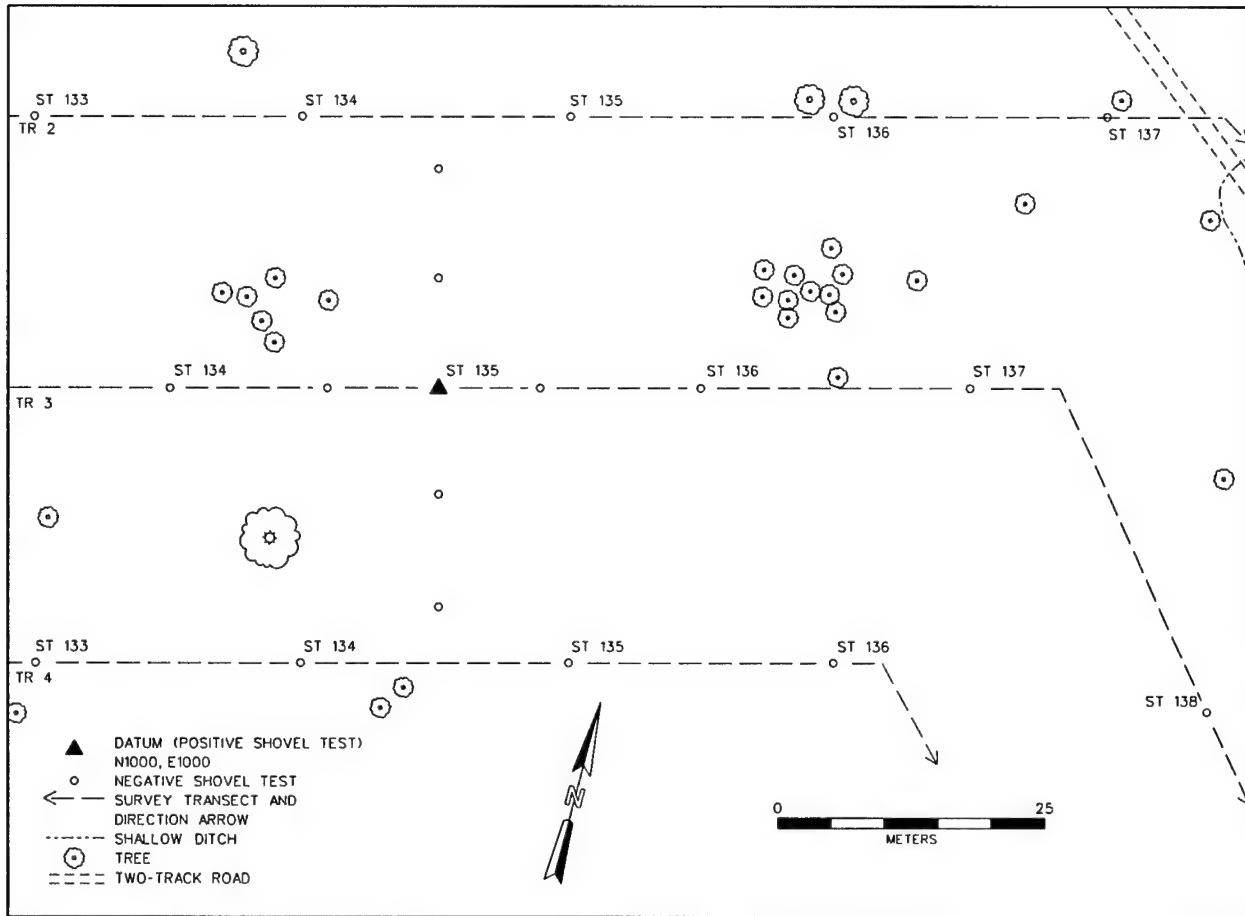 ST 133
ST 134
ST 135
ST 136
ST 137
TR 2
ST 134
ST 135
ST 136
ST 137
TR 3
ST 133
ST 134
ST 135
ST 136
TR 4
ST 138
DATUM (POSITIVE SHOVEL TEST)
N1000, E1000
NEGATIVE SHOVEL TEST
SURVEY TRANSECT AND
DIRECTION ARROW
SHALLOW DITCH
TREE
TWO-TRACK ROAD
N
0 25
METERS